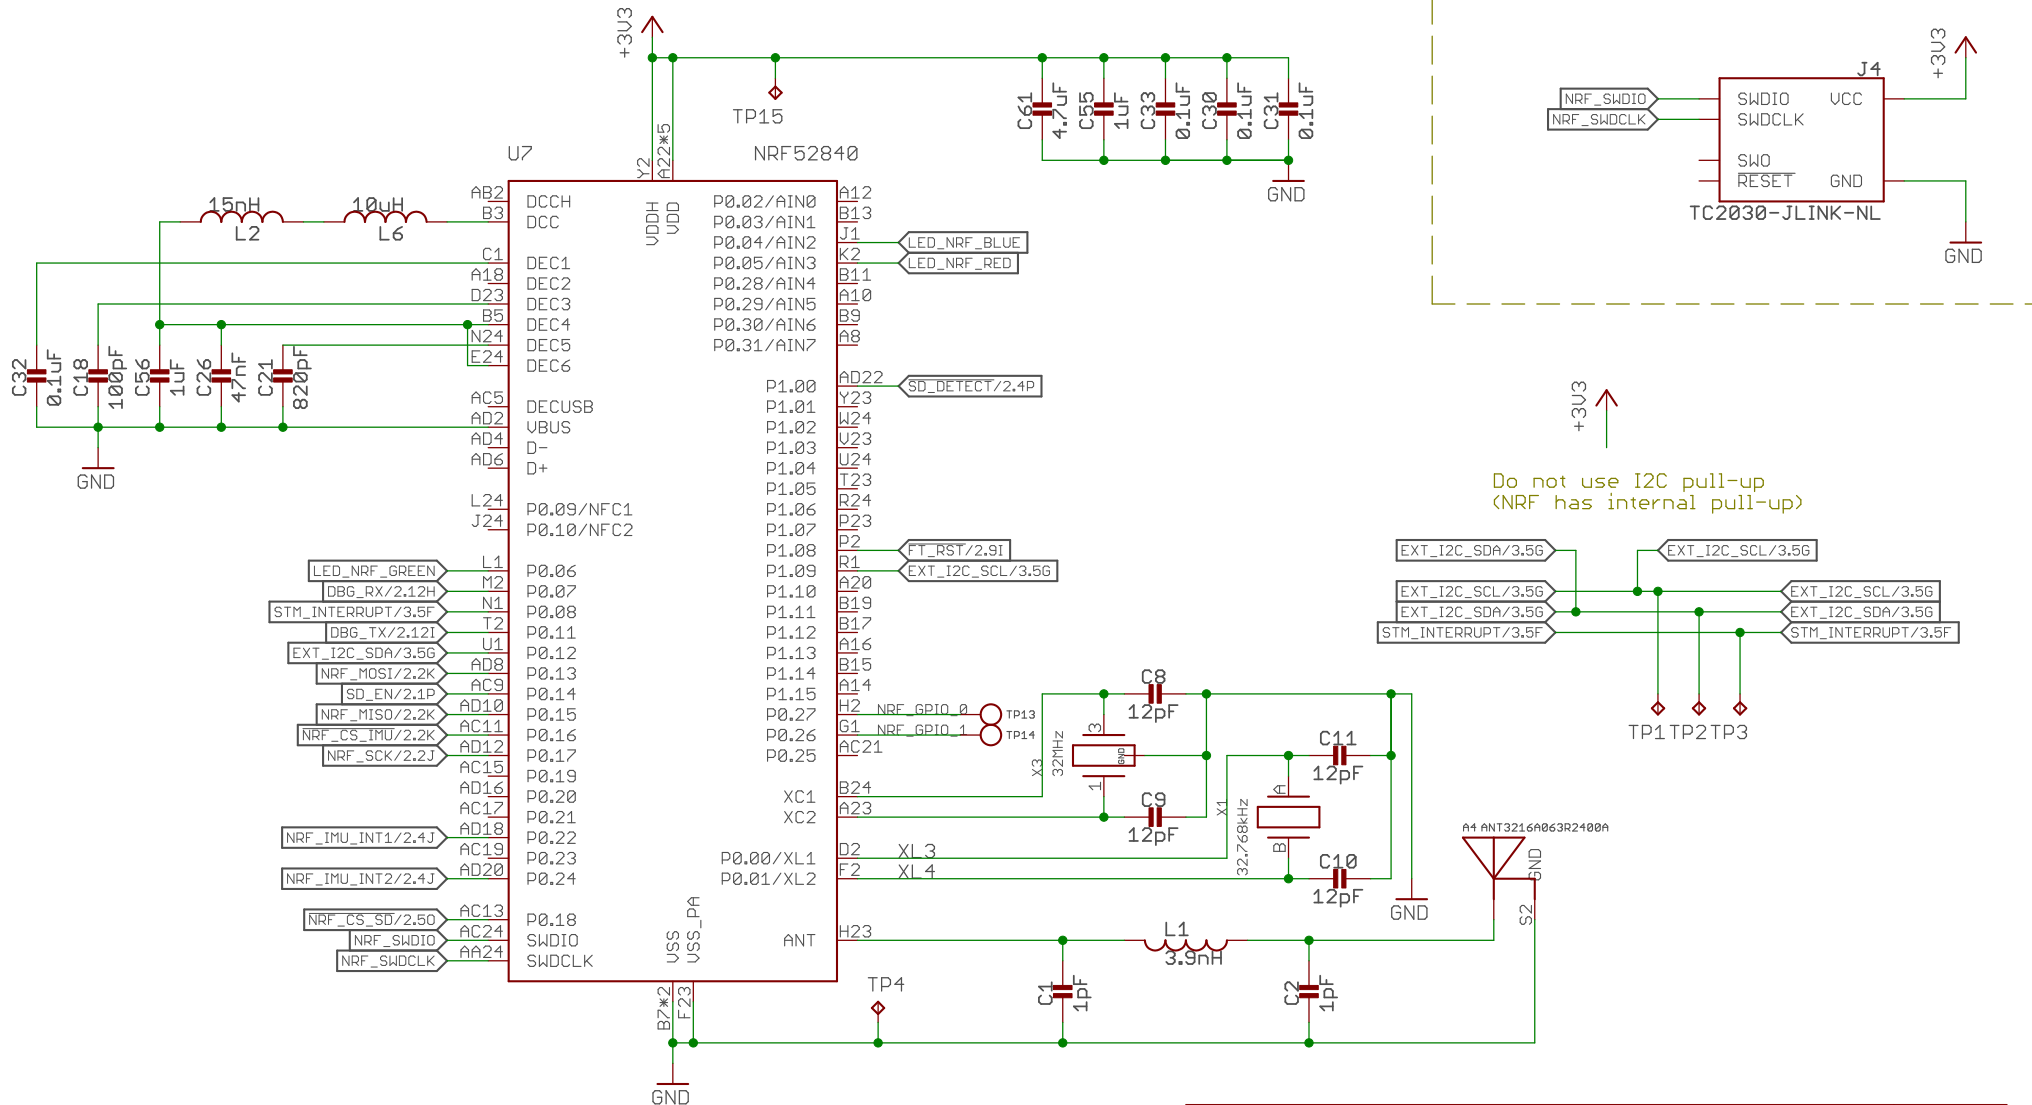 +3V3
TP15
C61
4.7uF
C55
1uF
C33
0.1uF
C30
0.1uF
C31
0.1uF
GND
U7
NRF52840
Y2
A22*5
VDDH
VDD
15nH
L2
10uH
L6
AB2 DCCH
B3 DCC
C1 DEC1
A18 DEC2
D23 DEC3
B5 DEC4
N24 DEC5
E24 DEC6
AC5 DECUSB
AD2 VBUS
AD4 D-
AD6 D+
L24 P0.09/NFC1
J24 P0.10/NFC2
C32
0.1uF
C18
100pF
C56
1uF
C26
47nF
C21
820pF
GND
LED_NRF_GREEN L1 P0.06
DBG_RX/2.12H M2 P0.07
STM_INTERRUPT/3.5F N1 P0.08
DBG_TX/2.12I T2 P0.11
EXT_I2C_SDA/3.5G U1 P0.12
NRF_MOSI/2.2K AD8 P0.13
SD_EN/2.1P AC9 P0.14
NRF_MISO/2.2K AD10 P0.15
NRF_CS_IMU/2.2K AC11 P0.16
NRF_SCK/2.2J AD12 P0.17
AC15 P0.19
AD16 P0.20
AC17 P0.21
NRF_IMU_INT1/2.4J AD18 P0.22
AC19 P0.23
NRF_IMU_INT2/2.4J AD20 P0.24
NRF_CS_SD/2.5O AC13 P0.18
NRF_SWDIO AC24 SWDIO
NRF_SWDCLK AA24 SWDCLK
P0.02/AIN0 A12
P0.03/AIN1 B13
P0.04/AIN2 J1 LED_NRF_BLUE
P0.05/AIN3 K2 LED_NRF_RED
P0.28/AIN4 B11
P0.29/AIN5 A10
P0.30/AIN6 B9
P0.31/AIN7 A8
P1.00 AD22 SD_DETECT/2.4P
P1.01 Y23
P1.02 W24
P1.03 V23
P1.04 U24
P1.05 T23
P1.06 R24
P1.07 P23
P1.08 P2 FT_RST/2.9I
P1.09 R1 EXT_I2C_SCL/3.5G
P1.10 A20
P1.11 B19
P1.12 B17
P1.13 A16
P1.14 B15
P1.15 A14
P0.27 H2 NRF_GPIO_0 TP13
P0.26 G1 NRF_GPIO_1 TP14
P0.25 AC21
XC1 B24
XC2 A23
P0.00/XL1 D2 XL3
P0.01/XL2 F2 XL4
ANT H23
VSS
VSS_PA
B7*2
F23
GND
TP4
C8
12pF
X3
32MHz
3
GND
1
C9
12pF
C11
12pF
X1
32.768kHz
A
B
C10
12pF
GND
L1
3.9nH
C1
1pF
C2
1pF
A4 ANT3216A063R2400A
GND
S2
J4
+3V3
NRF_SWDIO SWDIO VCC
NRF_SWDCLK SWDCLK
SWO
RESET GND
TC2030-JLINK-NL
GND
+3V3
Do not use I2C pull-up
(NRF has internal pull-up)
EXT_I2C_SDA/3.5G EXT_I2C_SCL/3.5G
EXT_I2C_SCL/3.5G EXT_I2C_SCL/3.5G
EXT_I2C_SDA/3.5G EXT_I2C_SDA/3.5G
STM_INTERRUPT/3.5F STM_INTERRUPT/3.5F
TP1 TP2 TP3